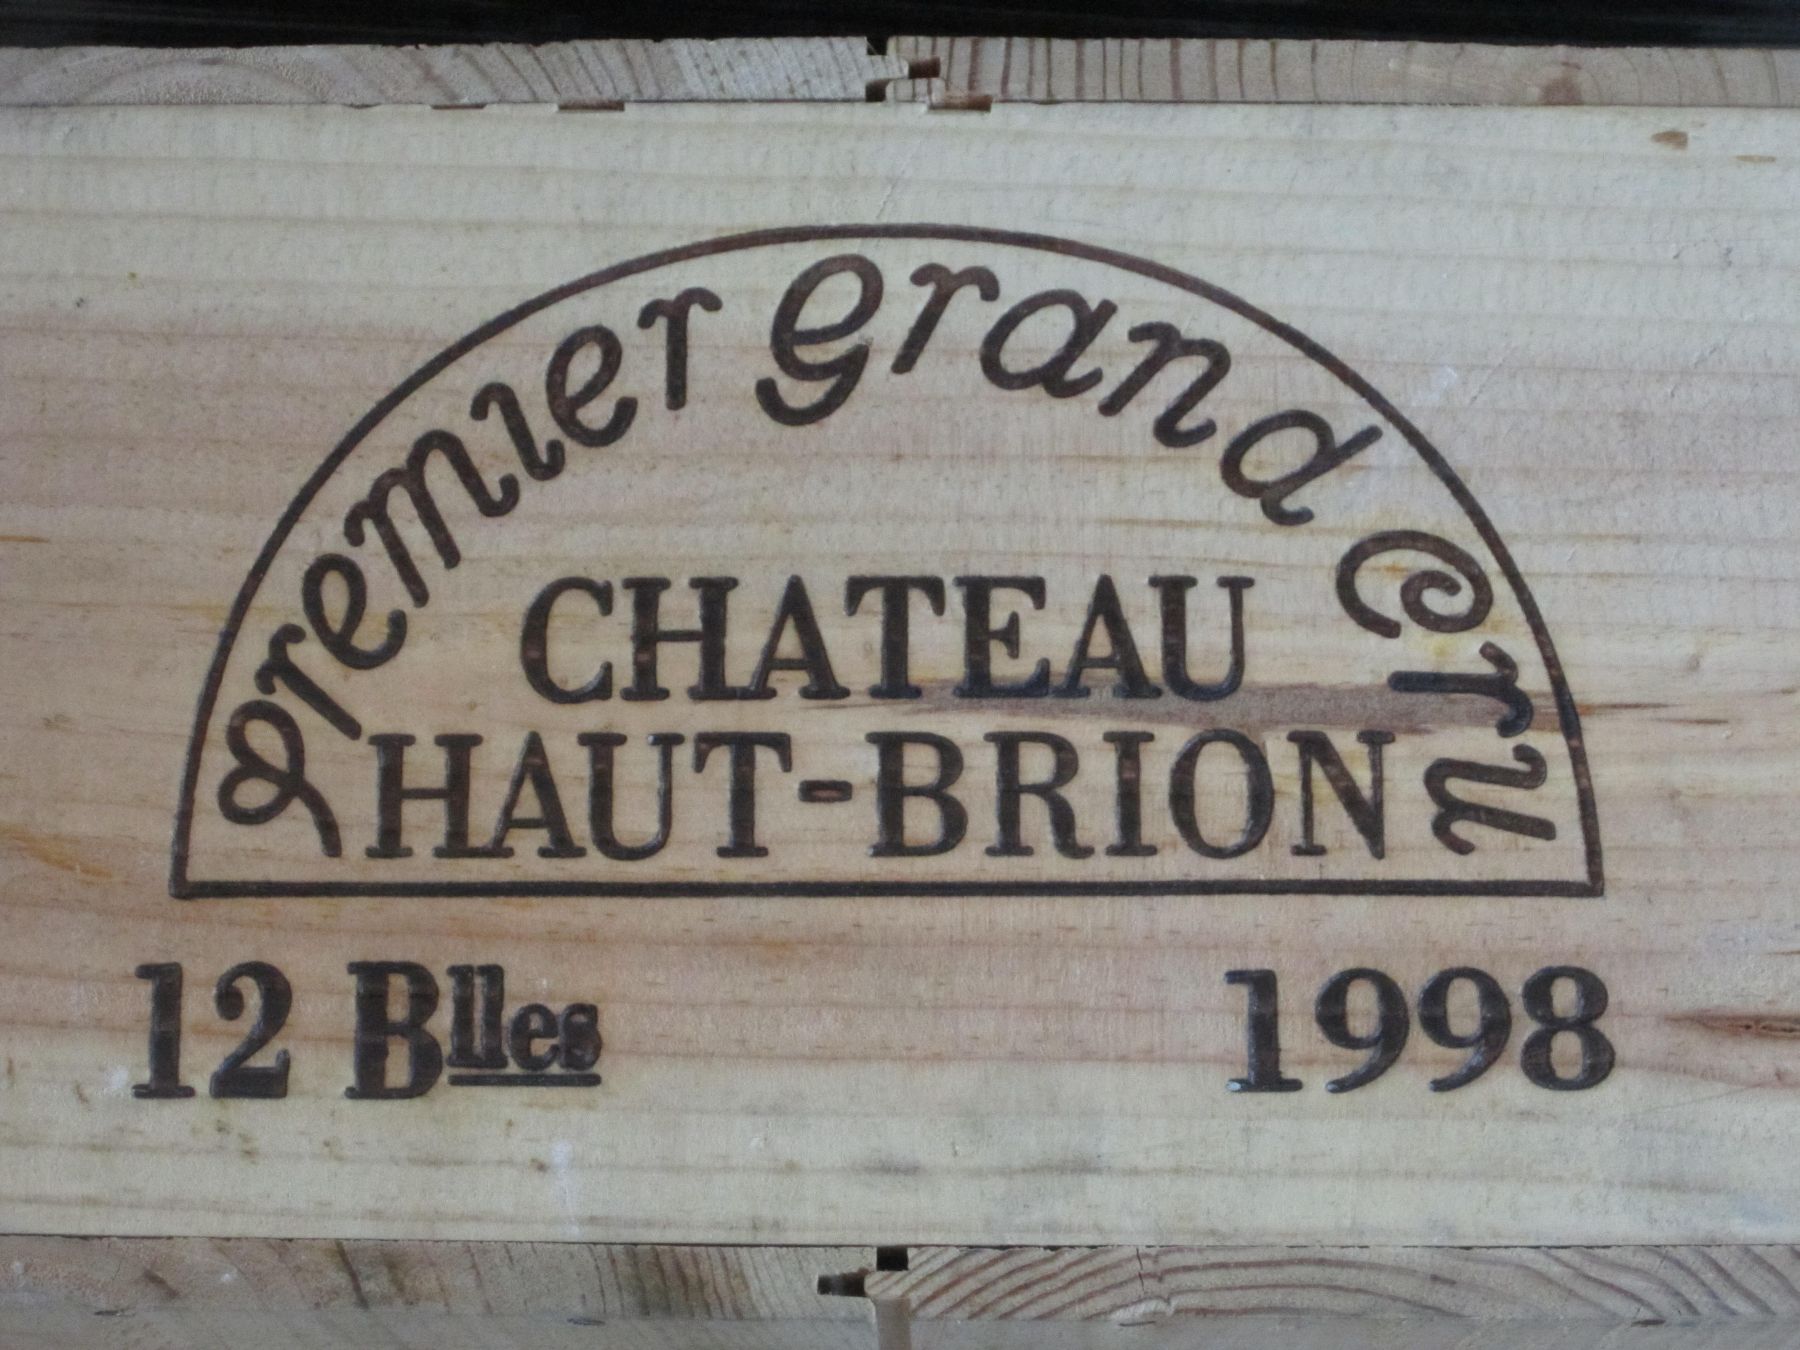 Premier grand cru
CHATEAU
HAUT-BRION
12 Blles 1998